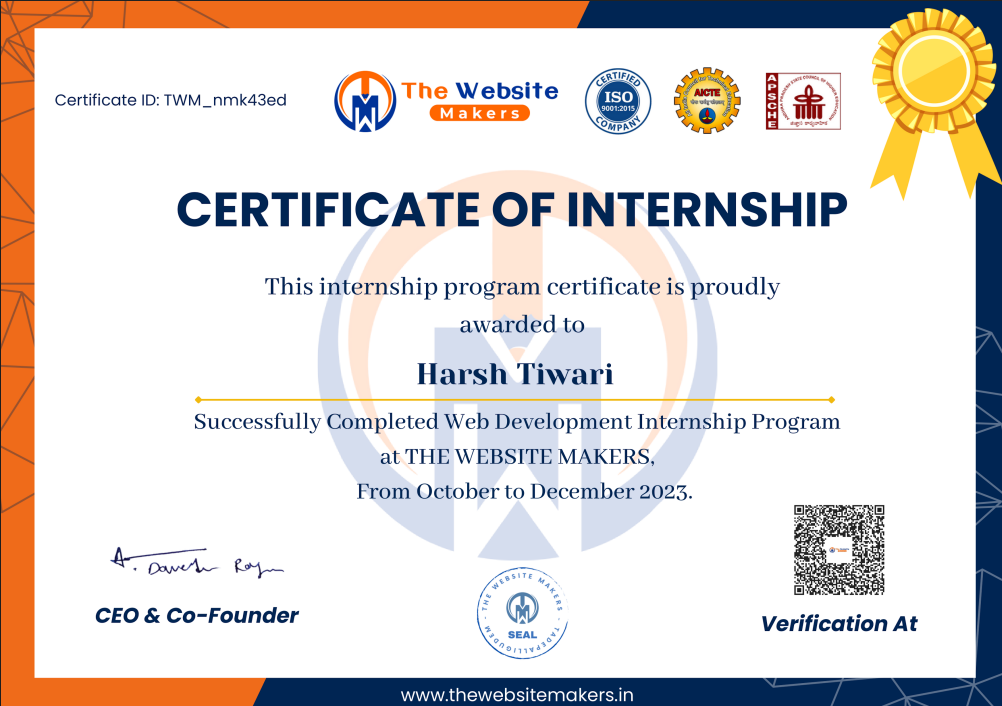 Certificate ID: TWM_nmk43ed
The Website
Makers
CERTIFIED
ISO
9001:2015
COMPANY
AICTE
APSCHE
CERTIFICATE OF INTERNSHIP
This internship program certificate is proudly
awarded to
Harsh Tiwari
Successfully Completed Web Development Internship Program
at THE WEBSITE MAKERS,
From October to December 2023.
CEO & Co-Founder
THE WEBSITE MAKERS
SEAL
TADEPALLIGUDEM
Verification At
www.thewebsitemakers.in